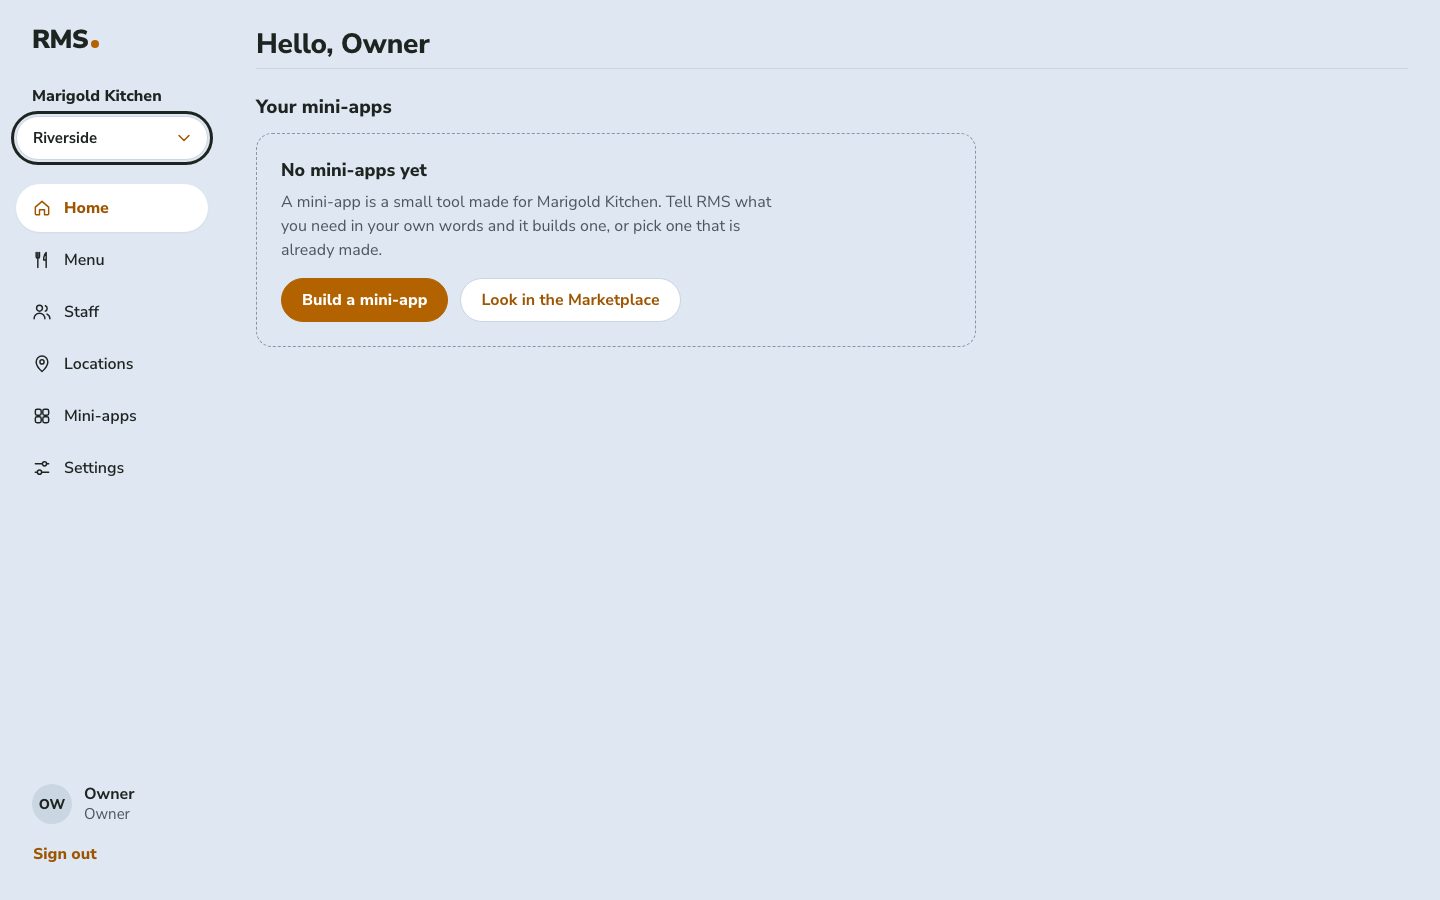 RMS.
Marigold Kitchen
Riverside
Home
Menu
Staff
Locations
Mini-apps
Settings
OW
Owner
Owner
Sign out
Hello, Owner
Your mini-apps
No mini-apps yet
A mini-app is a small tool made for Marigold Kitchen. Tell RMS what
you need in your own words and it builds one, or pick one that is
already made.
Build a mini-app
Look in the Marketplace